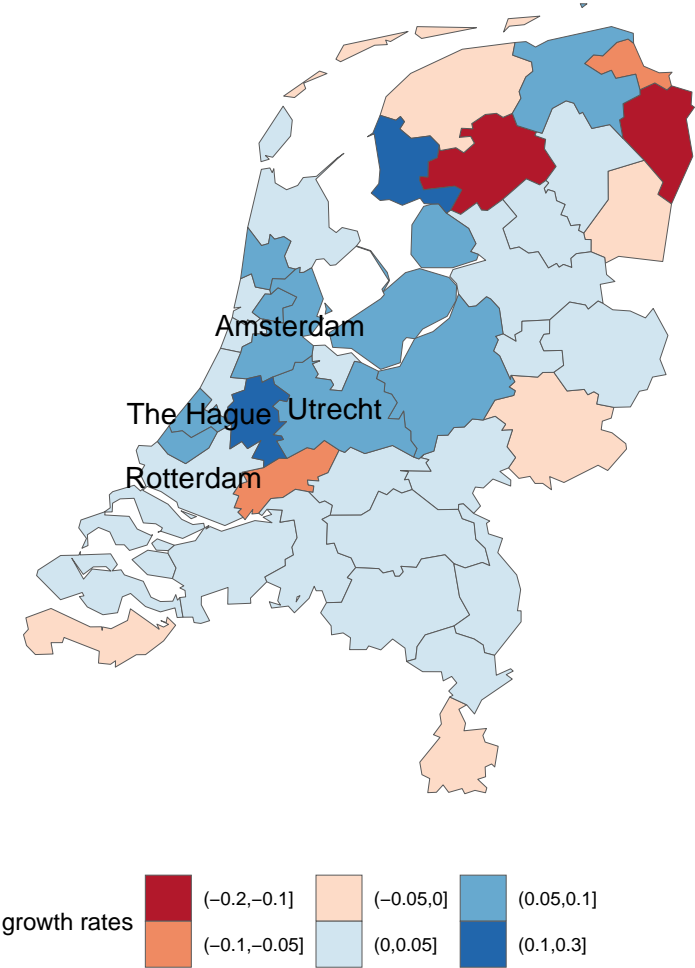 Amsterdam
The Hague
Utrecht
Rotterdam
growth rates
(−0.2,−0.1]
(−0.05,0]
(0.05,0.1]
(−0.1,−0.05]
(0,0.05]
(0.1,0.3]